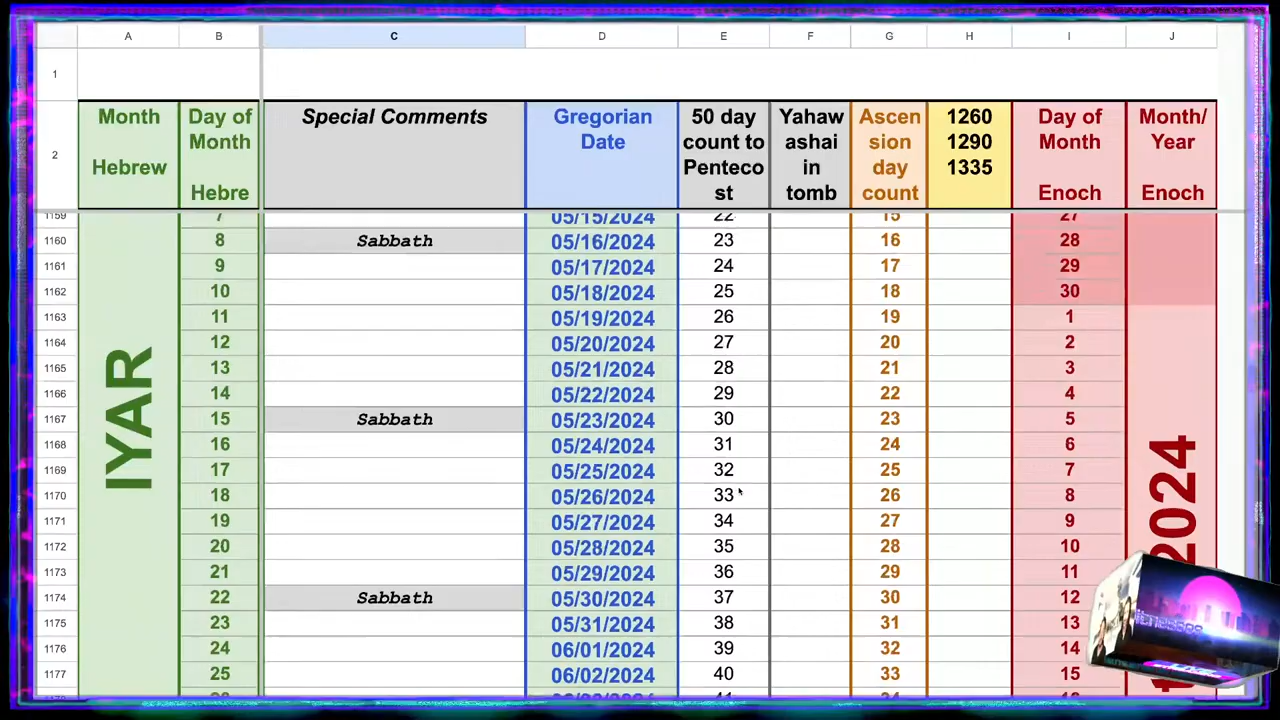 A B C D E F G H I J
1
Month Day of Special Comments Gregorian 50 day Yahaw Ascen 1260 Day of Month/
Month Date count to ashai sion 1290 Month Year
Hebrew Penteco in day 1335
2 Hebre st tomb count Enoch Enoch
1159 7 05/15/2024 22 15 27
1160 8 Sabbath 05/16/2024 23 16 28
1161 9 05/17/2024 24 17 29
1162 10 05/18/2024 25 18 30
1163 11 05/19/2024 26 19 1
1164 12 05/20/2024 27 20 2
1165 13 05/21/2024 28 21 3
1166 14 05/22/2024 29 22 4
1167 15 Sabbath 05/23/2024 30 23 5
1168 16 05/24/2024 31 24 6
1169 17 05/25/2024 32 25 7
1170 18 05/26/2024 33 26 8
1171 19 05/27/2024 34 27 9
1172 20 05/28/2024 35 28 10
1173 21 05/29/2024 36 29 11
1174 22 Sabbath 05/30/2024 37 30 12
1175 23 05/31/2024 38 31 13
1176 24 06/01/2024 39 32 14
1177 25 06/02/2024 40 33 15
IYAR
2024